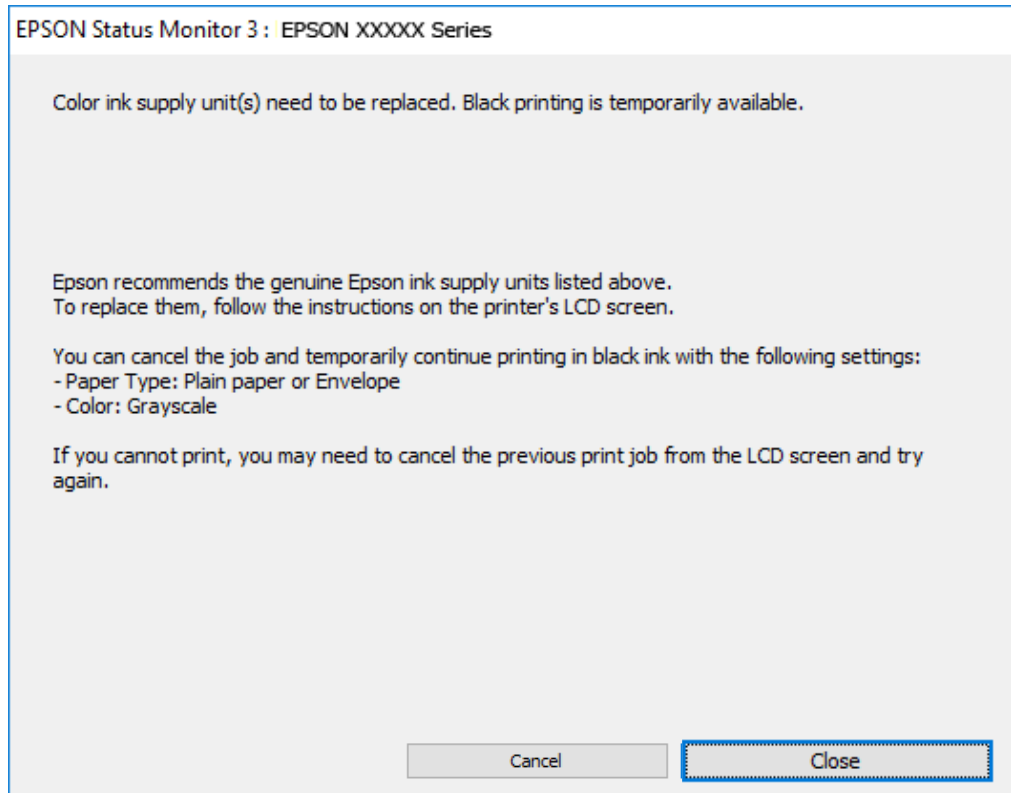 EPSON Status Monitor 3 : EPSON XXXXX Series
Color ink supply unit(s) need to be replaced. Black printing is temporarily available.
Epson recommends the genuine Epson ink supply units listed above.
To replace them, follow the instructions on the printer's LCD screen.
You can cancel the job and temporarily continue printing in black ink with the following settings:
- Paper Type: Plain paper or Envelope
- Color: Grayscale
If you cannot print, you may need to cancel the previous print job from the LCD screen and try
again.
Cancel
Close